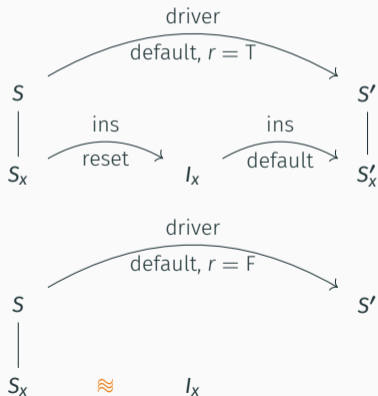 driver
default, r = T
S S′
ins ins
reset default
Sₓ Iₓ S′ₓ
driver
default, r = F
S S′
Sₓ ≋ Iₓ